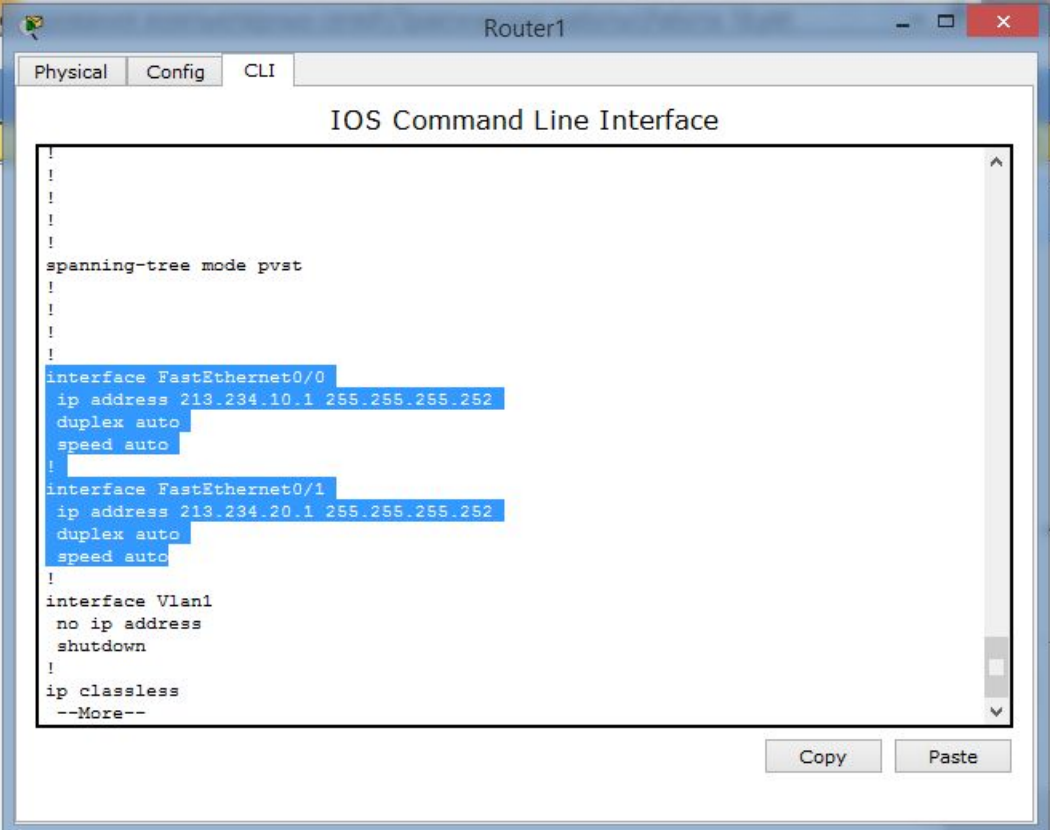 Router1
Physical Config CLI
IOS Command Line Interface
!
!
!
!
!
spanning-tree mode pvst
!
!
!
!
interface FastEthernet0/0
ip address 213.234.10.1 255.255.255.252
duplex auto
speed auto
!
interface FastEthernet0/1
ip address 213.234.20.1 255.255.255.252
duplex auto
speed auto
!
interface Vlan1
no ip address
shutdown
!
ip classless
--More--
Copy Paste